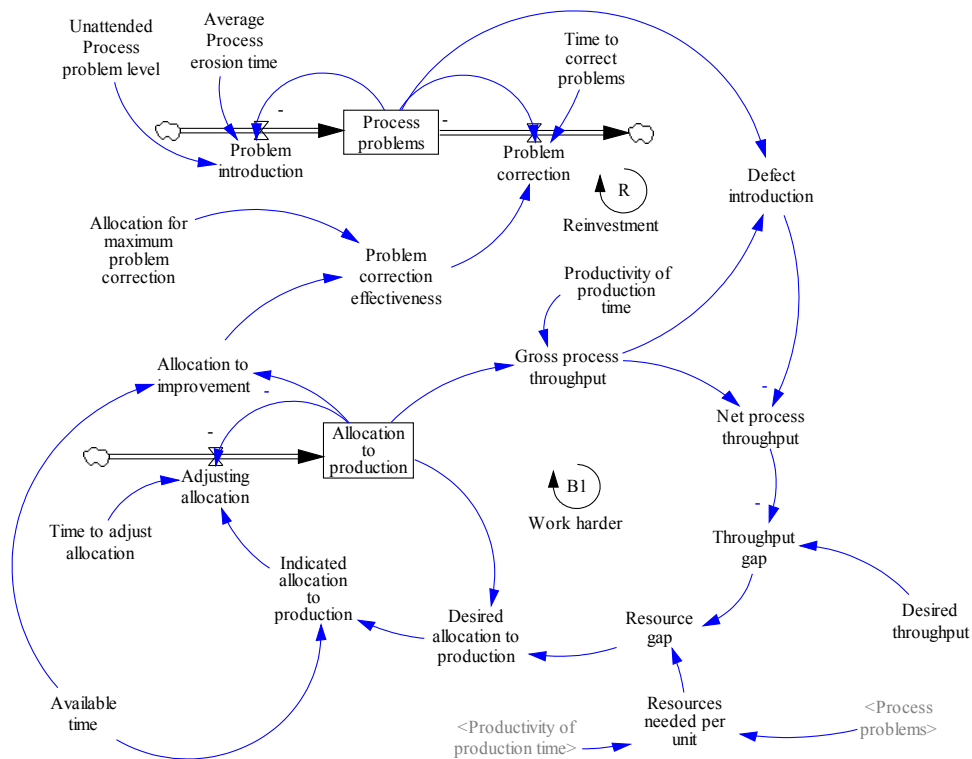 Unattended
Process
problem level
Average
Process
erosion time
Time to
correct
problems
-
-
Process
problems
Problem
introduction
Problem
correction
Defect
introduction
R
Reinvestment
Allocation for
maximum
problem
correction
Problem
correction
effectiveness
Productivity of
production
time
Allocation to
improvement
Gross process
throughput
-
-
Net process
throughput
-
Allocation
to
production
Adjusting
allocation
B1
Work harder
-
Time to adjust
allocation
Throughput
gap
Indicated
allocation
to
production
Desired
allocation to
production
Resource
gap
Desired
throughput
Available
time
<Productivity of
production time>
Resources
needed per
unit
<Process
problems>